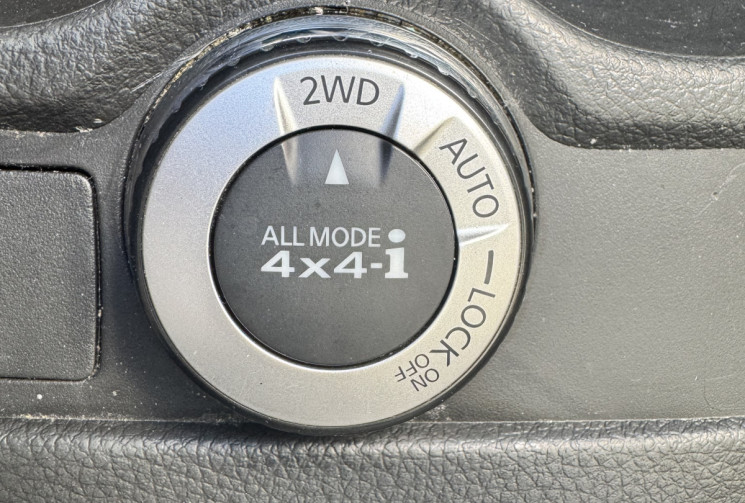 2WD
AUTO
LOCK
ON
OFF
ALL MODE
4x4-i